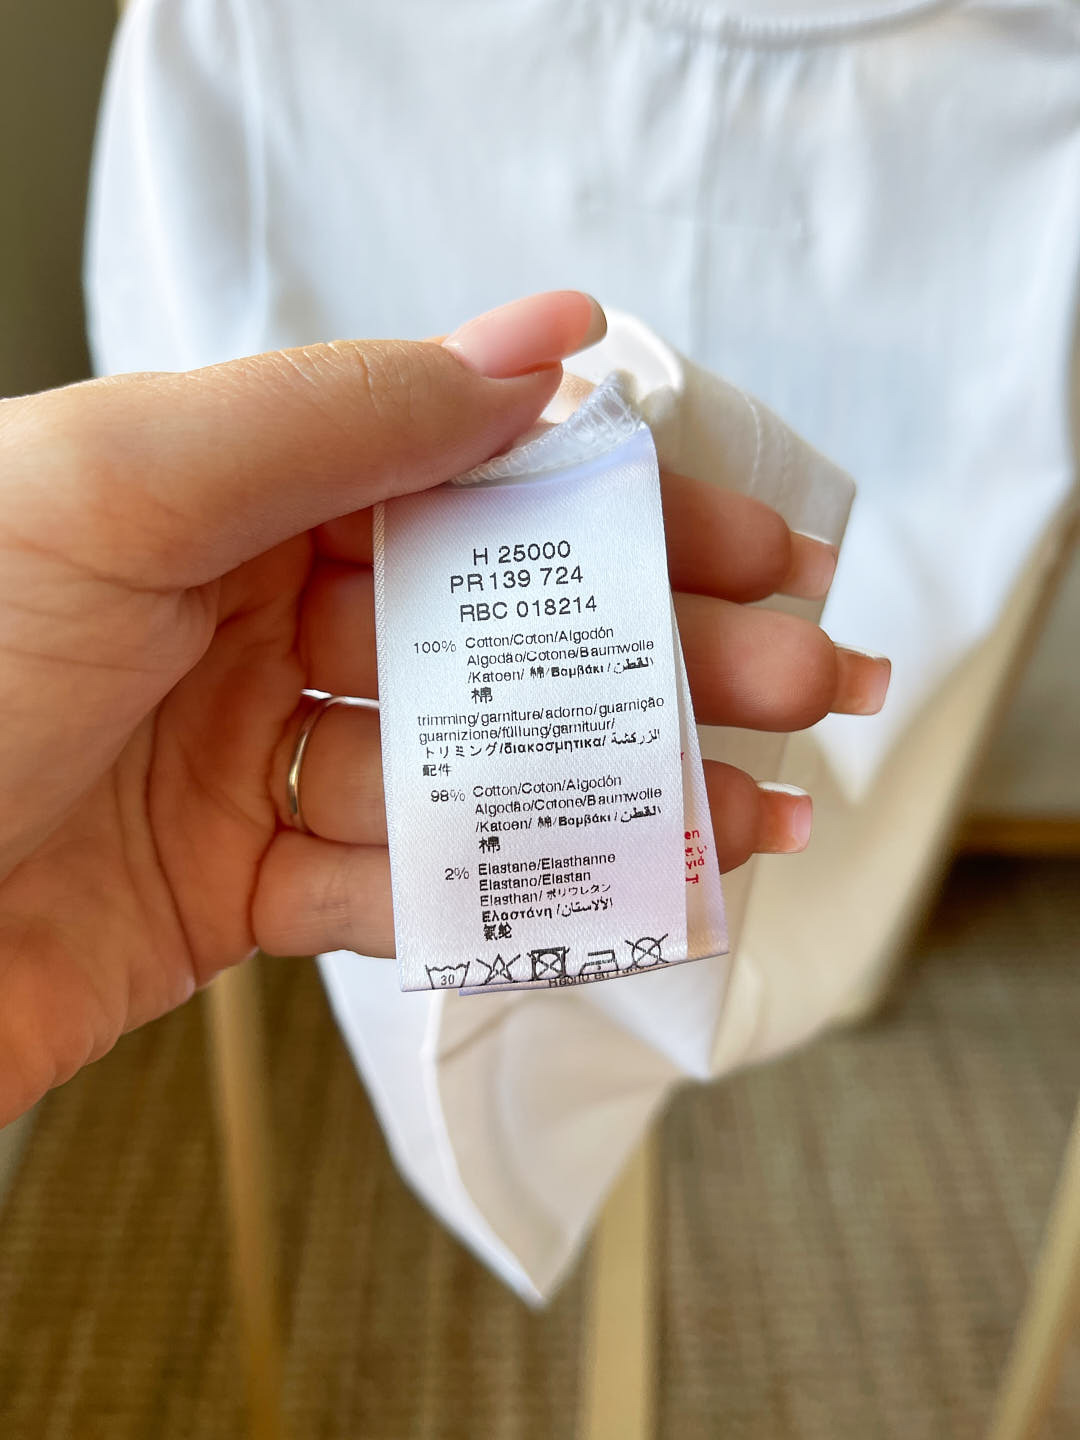 H 25000
PR 139 724
RBC 018214
100% Cotton/Coton/Algodón
Algodão/Cotone/Baumwolle
/Katoen/ 綿/Βαμβάκι/القطن
棉
trimming/garniture/adorno/guarnição
guarnizione/füllung/garnituur/
トリミング/διακοσμητικα/الزركشة
配件
98% Cotton/Coton/Algodón
Algodão/Cotone/Baumwolle
/Katoen/ 綿/Βαμβάκι/القطن
棉
2% Elastane/Elasthanne
Elastano/Elastan
Elasthan/ ポリウレタン
Ελαστάνη/الالاستان
氨纶
30